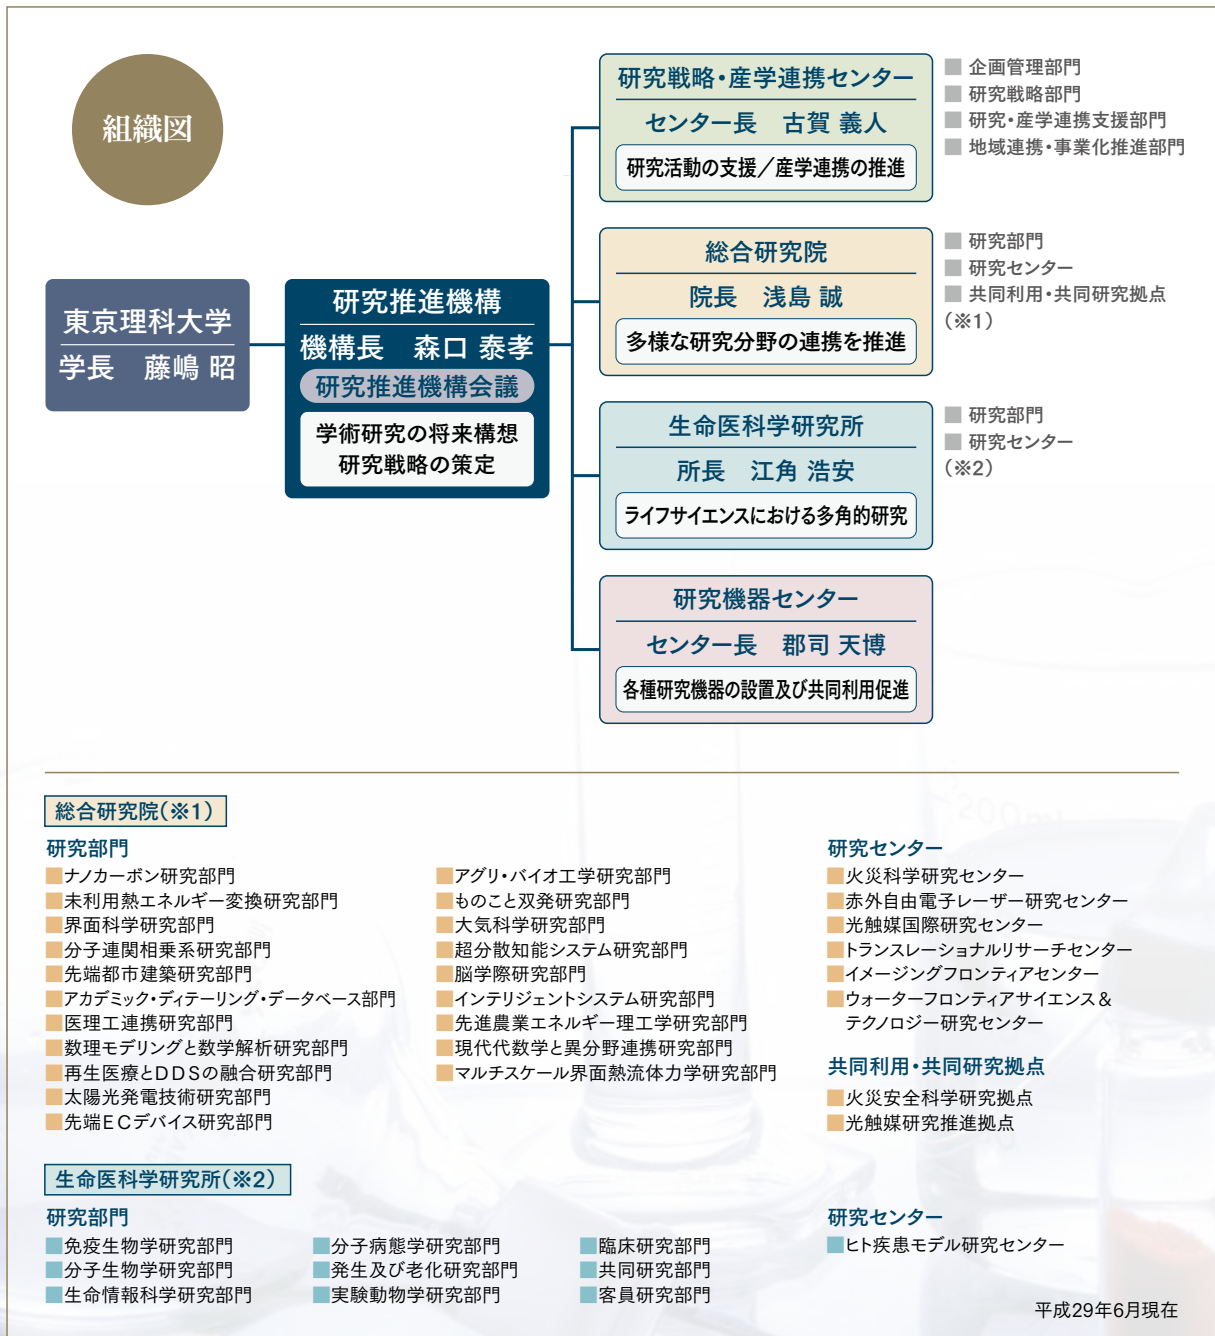 組織図
東京理科大学
学長 藤嶋 昭
研究推進機構
機構長 森口 泰孝
研究推進機構会議
学術研究の将来構想
研究戦略の策定
研究戦略・産学連携センター
センター長 古賀 義人
研究活動の支援／産学連携の推進
企画管理部門
研究戦略部門
研究・産学連携支援部門
地域連携・事業化推進部門
総合研究院
院長 浅島 誠
多様な研究分野の連携を推進
研究部門
研究センター
共同利用・共同研究拠点
（※1）
生命医科学研究所
所長 江角 浩安
ライフサイエンスにおける多角的研究
研究部門
研究センター
（※2）
研究機器センター
センター長 郡司 天博
各種研究機器の設置及び共同利用促進
総合研究院（※1）
研究部門
ナノカーボン研究部門
未利用熱エネルギー変換研究部門
界面科学研究部門
分子連関相乗系研究部門
先端都市建築研究部門
アカデミック・ディテーリング・データベース部門
医理工連携研究部門
数理モデリングと数学解析研究部門
再生医療とDDSの融合研究部門
太陽光発電技術研究部門
先端ECデバイス研究部門
アグリ・バイオ工学研究部門
ものこと双発研究部門
大気科学研究部門
超分散知能システム研究部門
脳学際研究部門
インテリジェントシステム研究部門
先進農業エネルギー理工学研究部門
現代代数学と異分野連携研究部門
マルチスケール界面熱流体力学研究部門
研究センター
火災科学研究センター
赤外自由電子レーザー研究センター
光触媒国際研究センター
トランスレーショナルリサーチセンター
イメージングフロンティアセンター
ウォーターフロンティアサイエンス＆
テクノロジー研究センター
共同利用・共同研究拠点
火災安全科学研究拠点
光触媒研究推進拠点
生命医科学研究所（※2）
研究部門
免疫生物学研究部門
分子生物学研究部門
生命情報科学研究部門
分子病態学研究部門
発生及び老化研究部門
実験動物学研究部門
臨床研究部門
共同研究部門
客員研究部門
研究センター
ヒト疾患モデル研究センター
平成29年6月現在
200ml